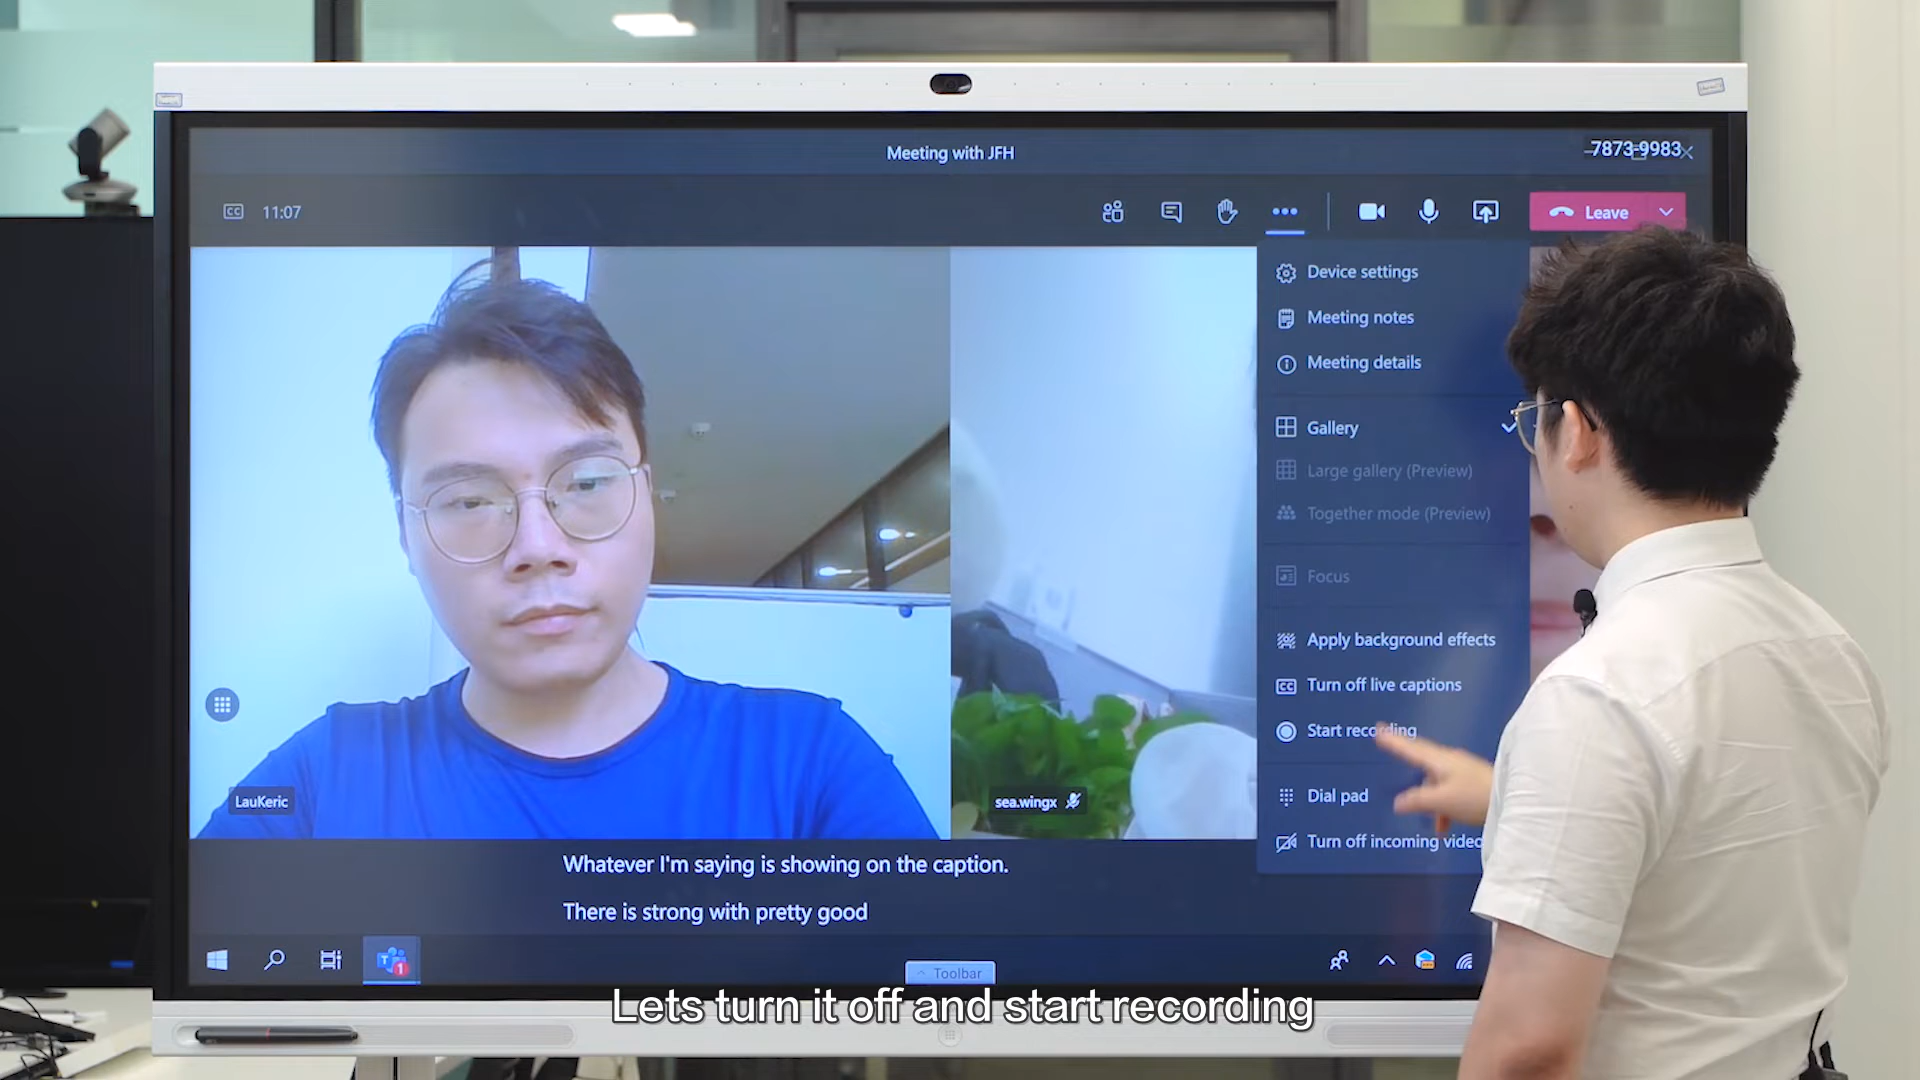 Meeting with JFH
7873-9983
CC 11:07
Leave
Device settings
Meeting notes
Meeting details
Gallery
Large gallery (Preview)
Together mode (Preview)
Focus
Apply background effects
CC Turn off live captions
Start recording
Dial pad
Turn off incoming video
LauKeric
sea.wingx
Whatever I'm saying is showing on the caption.
There is strong with pretty good
T 1
Toolbar
Lets turn it off and start recording